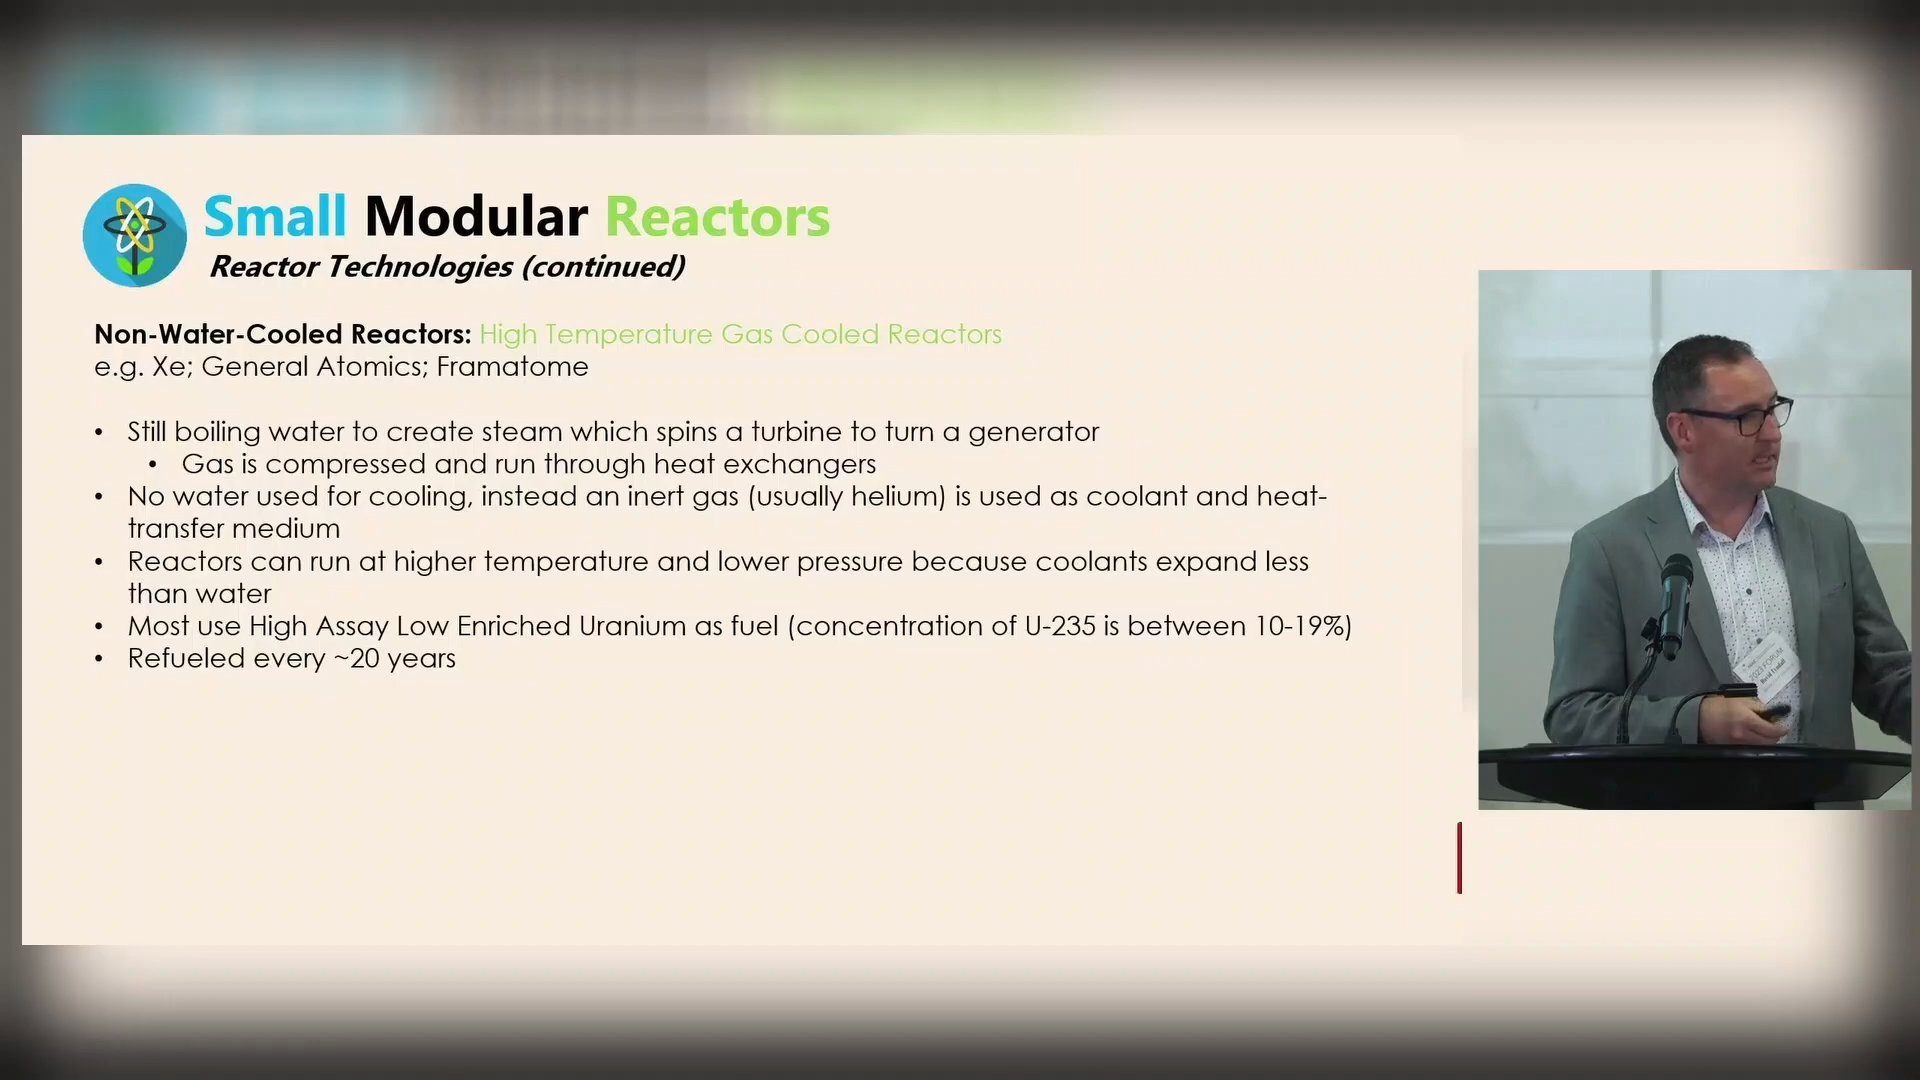 Small Modular Reactors
Reactor Technologies (continued)
Non-Water-Cooled Reactors: High Temperature Gas Cooled Reactors
e.g. Xe; General Atomics; Framatome
• Still boiling water to create steam which spins a turbine to turn a generator
• Gas is compressed and run through heat exchangers
• No water used for cooling, instead an inert gas (usually helium) is used as coolant and heat-
transfer medium
• Reactors can run at higher temperature and lower pressure because coolants expand less
than water
• Most use High Assay Low Enriched Uranium as fuel (concentration of U-235 is between 10-19%)
• Refueled every ~20 years
2023 FORUM